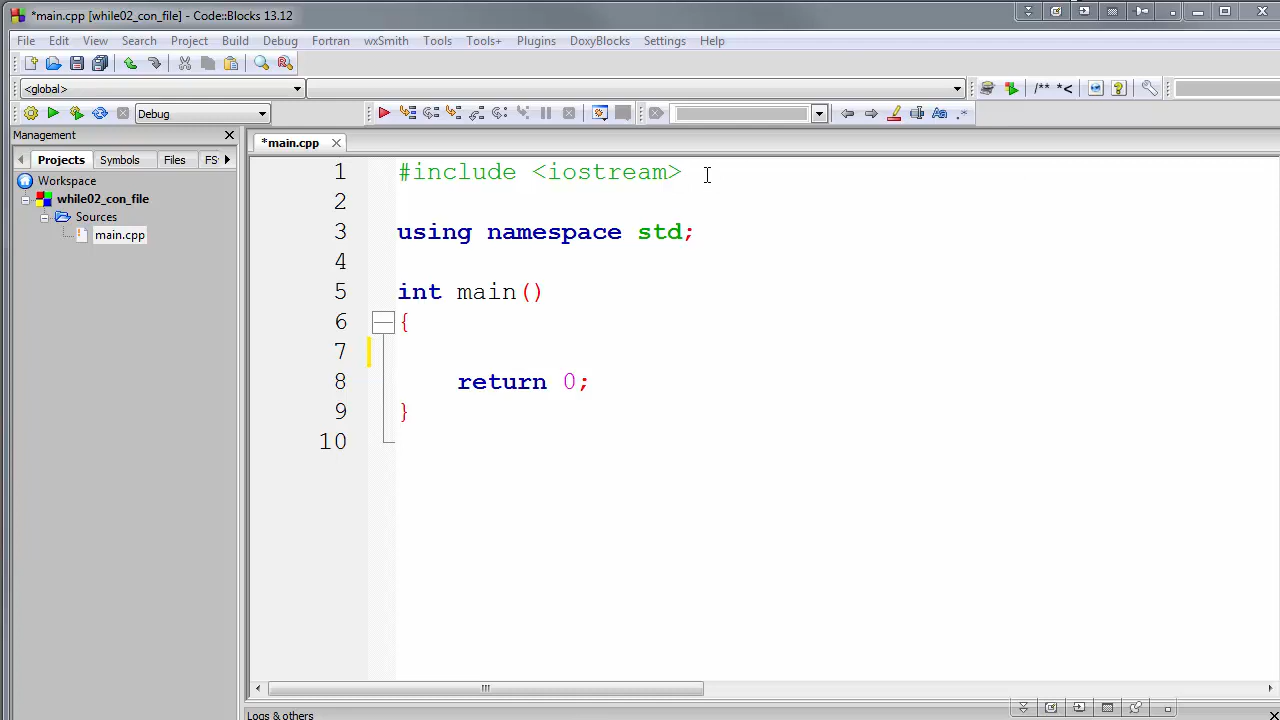 *main.cpp [while02_con_file] - Code::Blocks 13.12
File Edit View Search Project Build Debug Fortran wxSmith Tools Tools+ Plugins DoxyBlocks Settings Help
<global>
/** *<
Debug
Aa .*
Management
*main.cpp
Projects Symbols Files FS
Workspace
while02_con_file
Sources
main.cpp
1 #include <iostream>
2
3 using namespace std;
4
5 int main()
6 {
7
8 return 0;
9 }
10
Logs & others